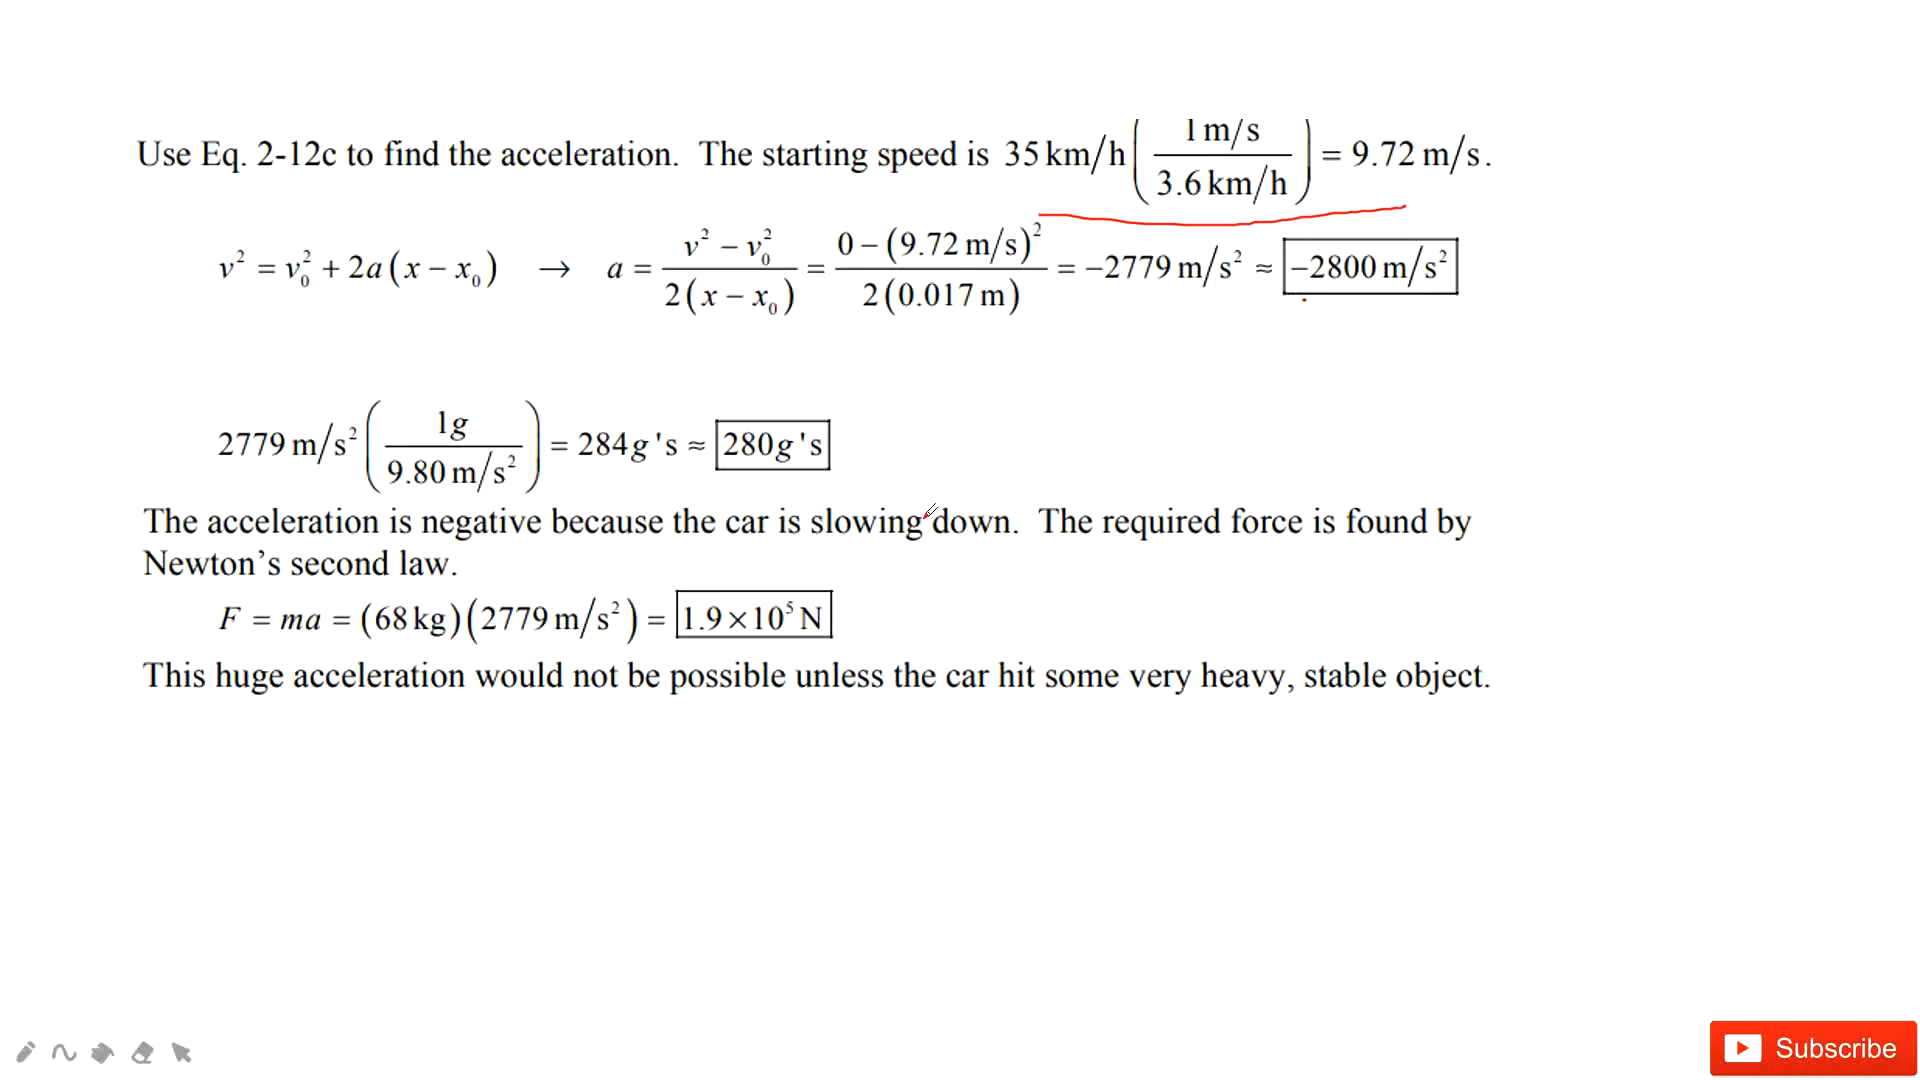 Use Eq. 2-12c to find the acceleration. The starting speed is 35 km/h (1 m/s / 3.6 km/h) = 9.72 m/s.
v² = v₀² + 2a(x − x₀) → a = (v² − v₀²) / 2(x − x₀) = (0 − (9.72 m/s)²) / 2(0.017 m) = −2779 m/s² ≈ −2800 m/s²
2779 m/s² (1g / 9.80 m/s²) = 284g's ≈ 280g's
The acceleration is negative because the car is slowing down. The required force is found by
Newton's second law.
F = ma = (68 kg)(2779 m/s²) = 1.9×10⁵ N
This huge acceleration would not be possible unless the car hit some very heavy, stable object.
Subscribe